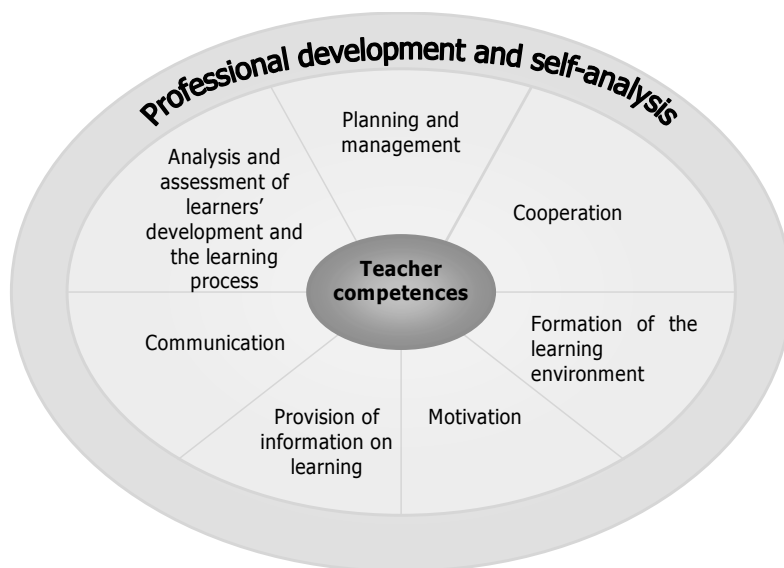 Professional development and self-analysis
Planning and
management
Analysis and
assessment of
learners’
development and
the learning
process
Cooperation
Teacher
competences
Formation of the
learning
environment
Communication
Provision of
information on
learning
Motivation